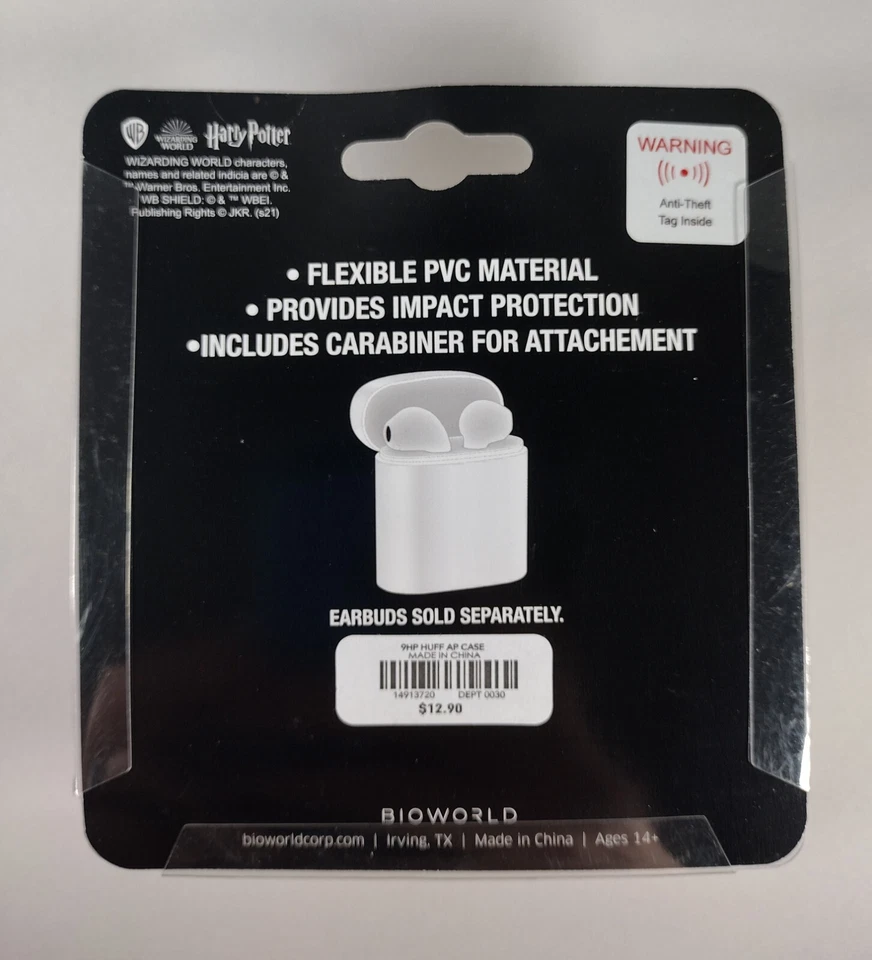 WB
WIZARDING
WORLD
Harry Potter
WIZARDING WORLD characters,
names and related indicia are © &
™ Warner Bros. Entertainment Inc.
WB SHIELD: © & ™ WBEI.
Publishing Rights © JKR. (s21)
WARNING
Anti-Theft
Tag Inside
• FLEXIBLE PVC MATERIAL
• PROVIDES IMPACT PROTECTION
•INCLUDES CARABINER FOR ATTACHEMENT
EARBUDS SOLD SEPARATELY.
9HP HUFF AP CASE
MADE IN CHINA
14913720 DEPT 0030
$12.90
BIOWORLD
bioworldcorp.com | Irving, TX | Made in China | Ages 14+